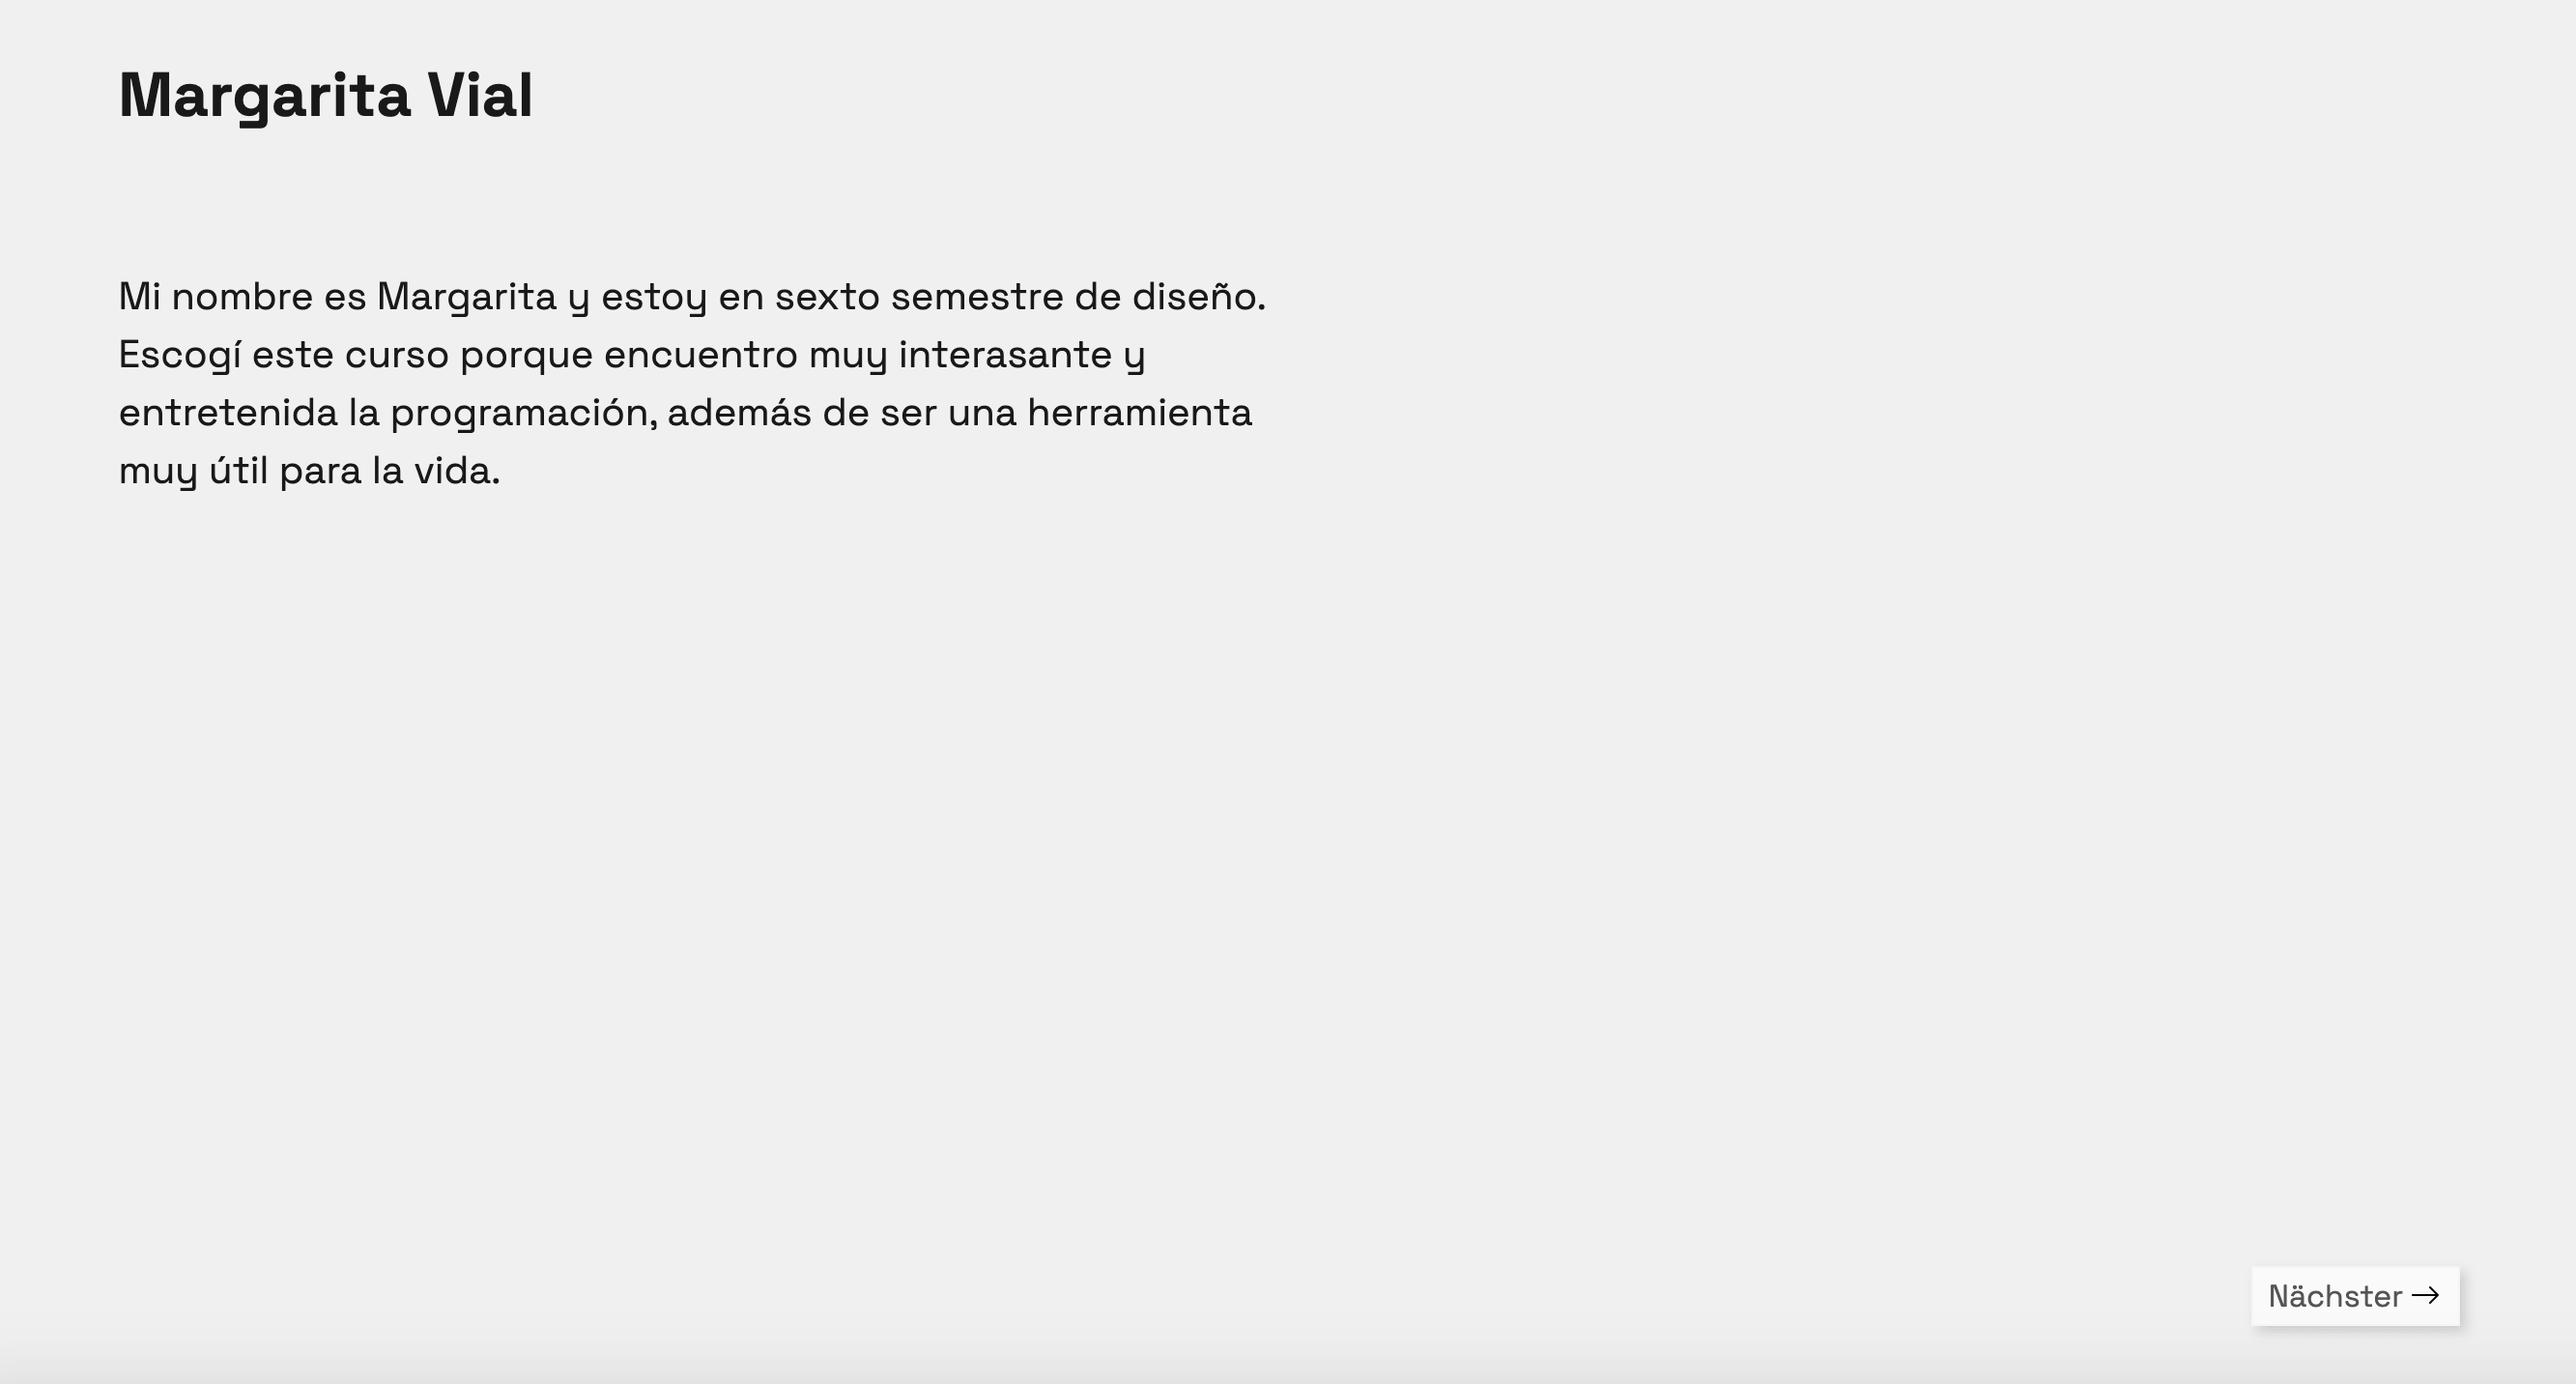 Margarita Vial
Mi nombre es Margarita y estoy en sexto semestre de diseño.
Escogí este curso porque encuentro muy interasante y
entretenida la programación, además de ser una herramienta
muy útil para la vida.
Nächster →